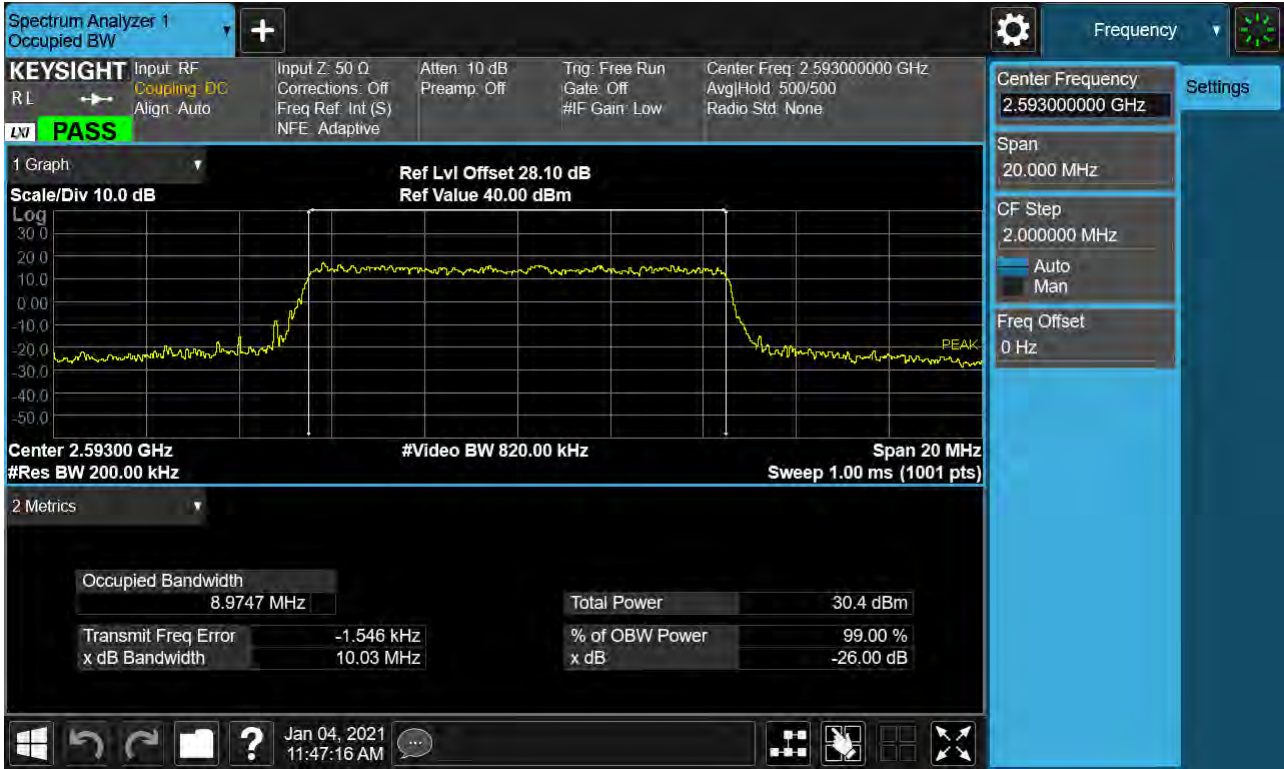 Spectrum Analyzer 1
Occupied BW
+
Frequency
KEYSIGHT
Input: RF
Coupling: DC
Align: Auto
Input Z: 50 Ω
Corrections: Off
Freq Ref: Int (S)
NFE: Adaptive
Atten: 10 dB
Preamp: Off
Trig: Free Run
Gate: Off
#IF Gain: Low
Center Freq: 2.593000000 GHz
Avg|Hold: 500/500
Radio Std: None
R L
LXI PASS
Center Frequency
2.593000000 GHz
Settings
Span
20.000 MHz
CF Step
2.000000 MHz
Auto
Man
Freq Offset
0 Hz
1 Graph
Ref Lvl Offset 28.10 dB
Scale/Div 10.0 dB
Ref Value 40.00 dBm
Log
30.0
20.0
10.0
0.00
-10.0
-20.0
-30.0
-40.0
-50.0
PEAK
Center 2.59300 GHz
#Video BW 820.00 kHz
Span 20 MHz
#Res BW 200.00 kHz
Sweep 1.00 ms (1001 pts)
2 Metrics
Occupied Bandwidth
8.9747 MHz
Total Power 30.4 dBm
Transmit Freq Error -1.546 kHz
% of OBW Power 99.00 %
x dB Bandwidth 10.03 MHz
x dB -26.00 dB
?
Jan 04, 2021
11:47:16 AM